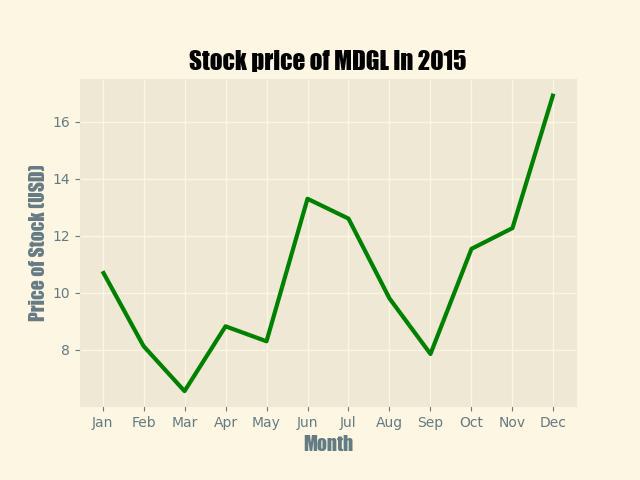 Stock price of MDGL in 2015
Price of Stock (USD)
16
14
12
10
8
Jan Feb Mar Apr May Jun Jul Aug Sep Oct Nov Dec
Month